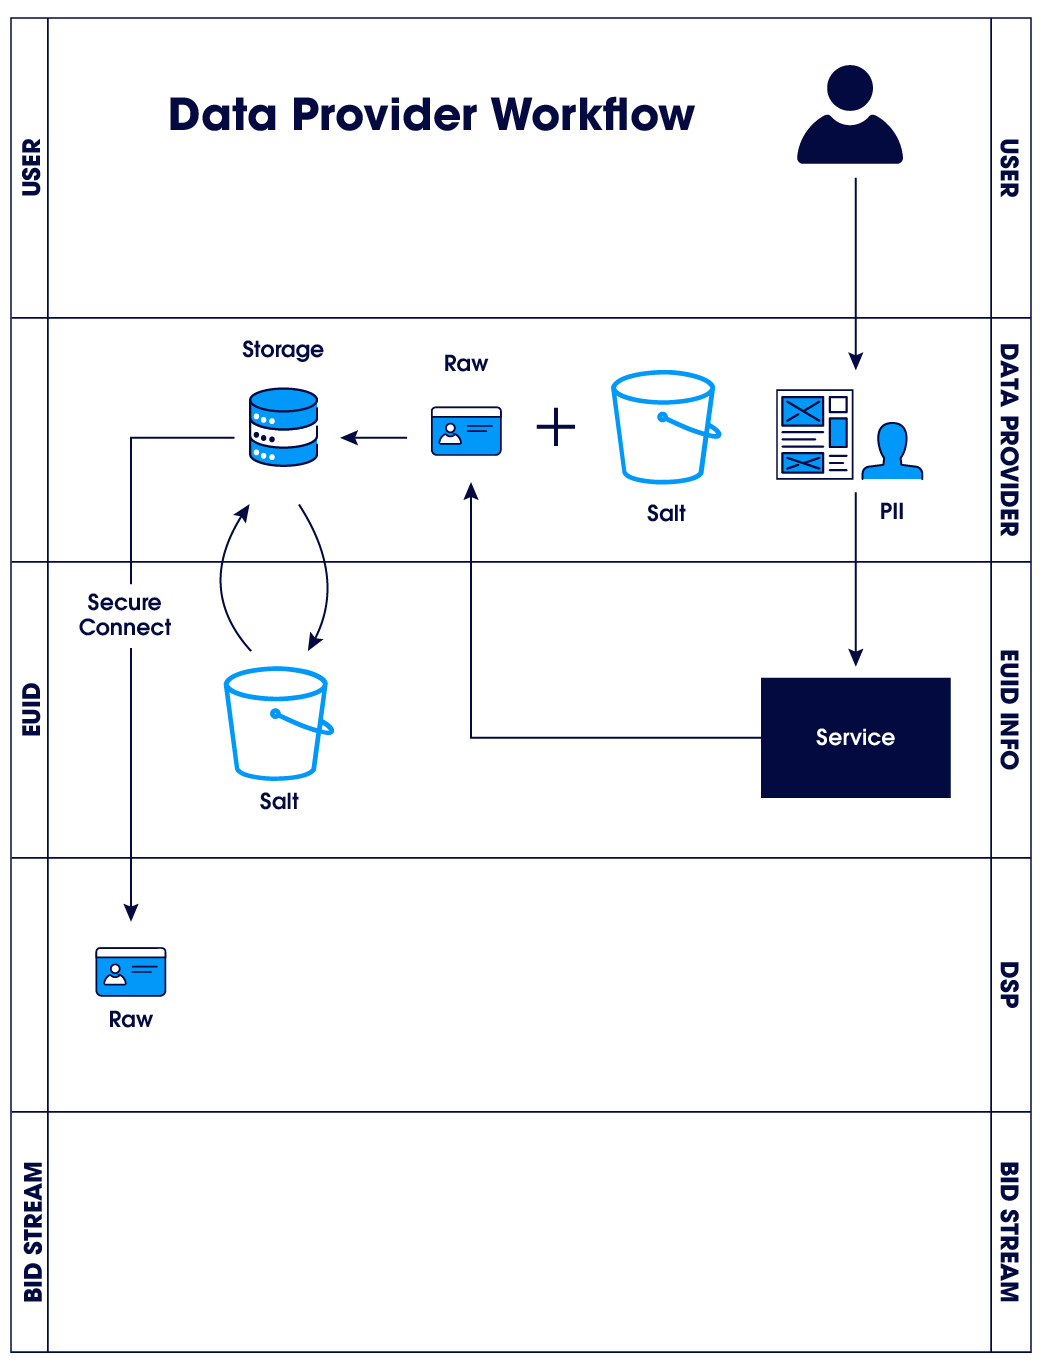 Data Provider Workflow
USER
USER
Storage
Raw
Salt
PII
DATA PROVIDER
Secure
Connect
Salt
Service
EUID
EUID INFO
Raw
DSP
BID STREAM
BID STREAM